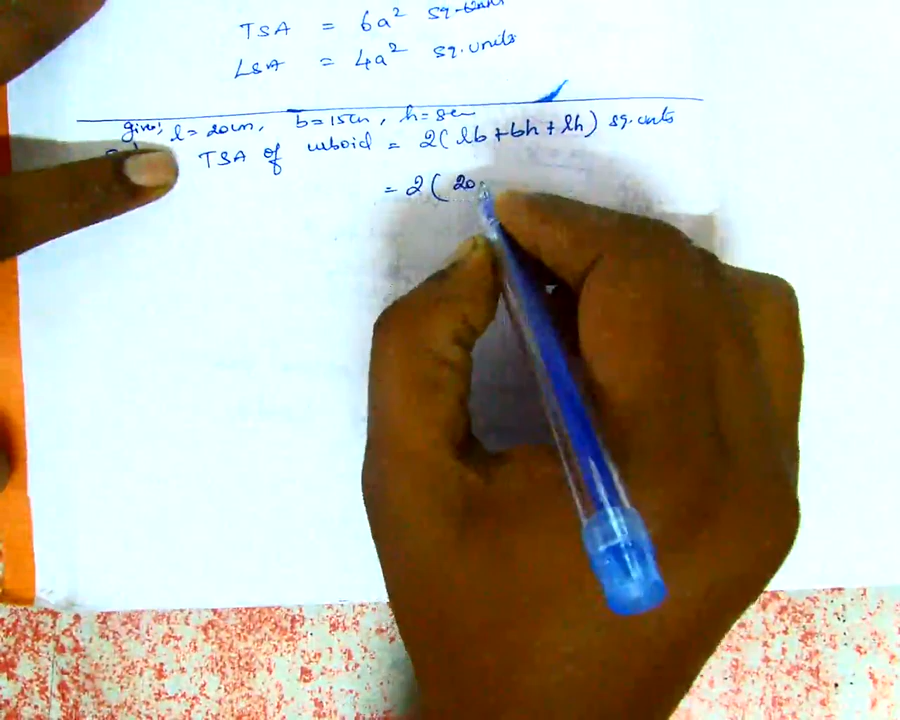 TSA = 6a² sq.units
LSA = 4a² sq.units
given; l = 20cm, b = 15cm, h = 8cm
TSA of cuboid = 2(lb + bh + lh) sq.units
= 2 ( 20